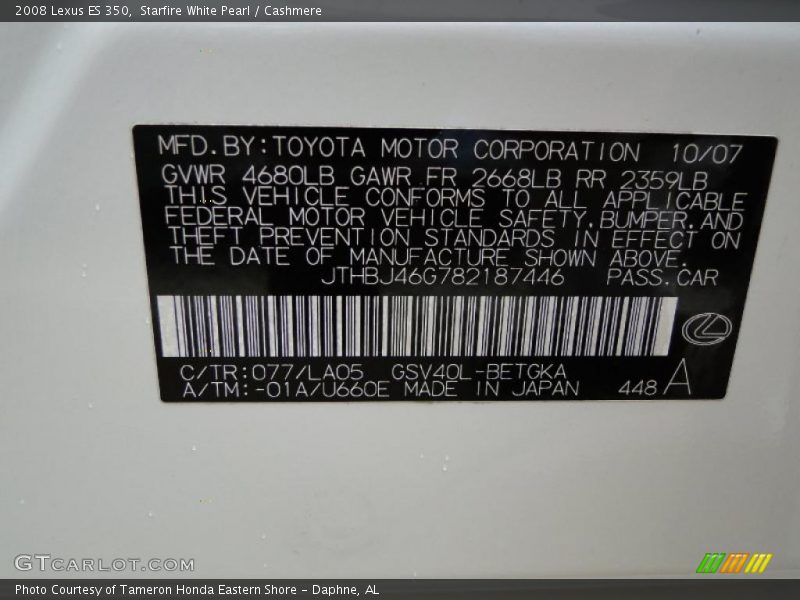 2008 Lexus ES 350, Starfire White Pearl / Cashmere
MFD. BY: TOYOTA MOTOR CORPORATION 10/07
GVWR 4680LB GAWR FR 2668LB RR 2359LB
THIS VEHICLE CONFORMS TO ALL APPLICABLE
FEDERAL MOTOR VEHICLE SAFETY, BUMPER, AND
THEFT PREVENTION STANDARDS IN EFFECT ON
THE DATE OF MANUFACTURE SHOWN ABOVE.
JTHBJ46G782187446 PASS. CAR
C/TR: 077/LA05 GSV40L-BETGKA
A/TM: -01A/U660E MADE IN JAPAN 448 A
GTCARLOT.COM
Photo Courtesy of Tameron Honda Eastern Shore - Daphne, AL